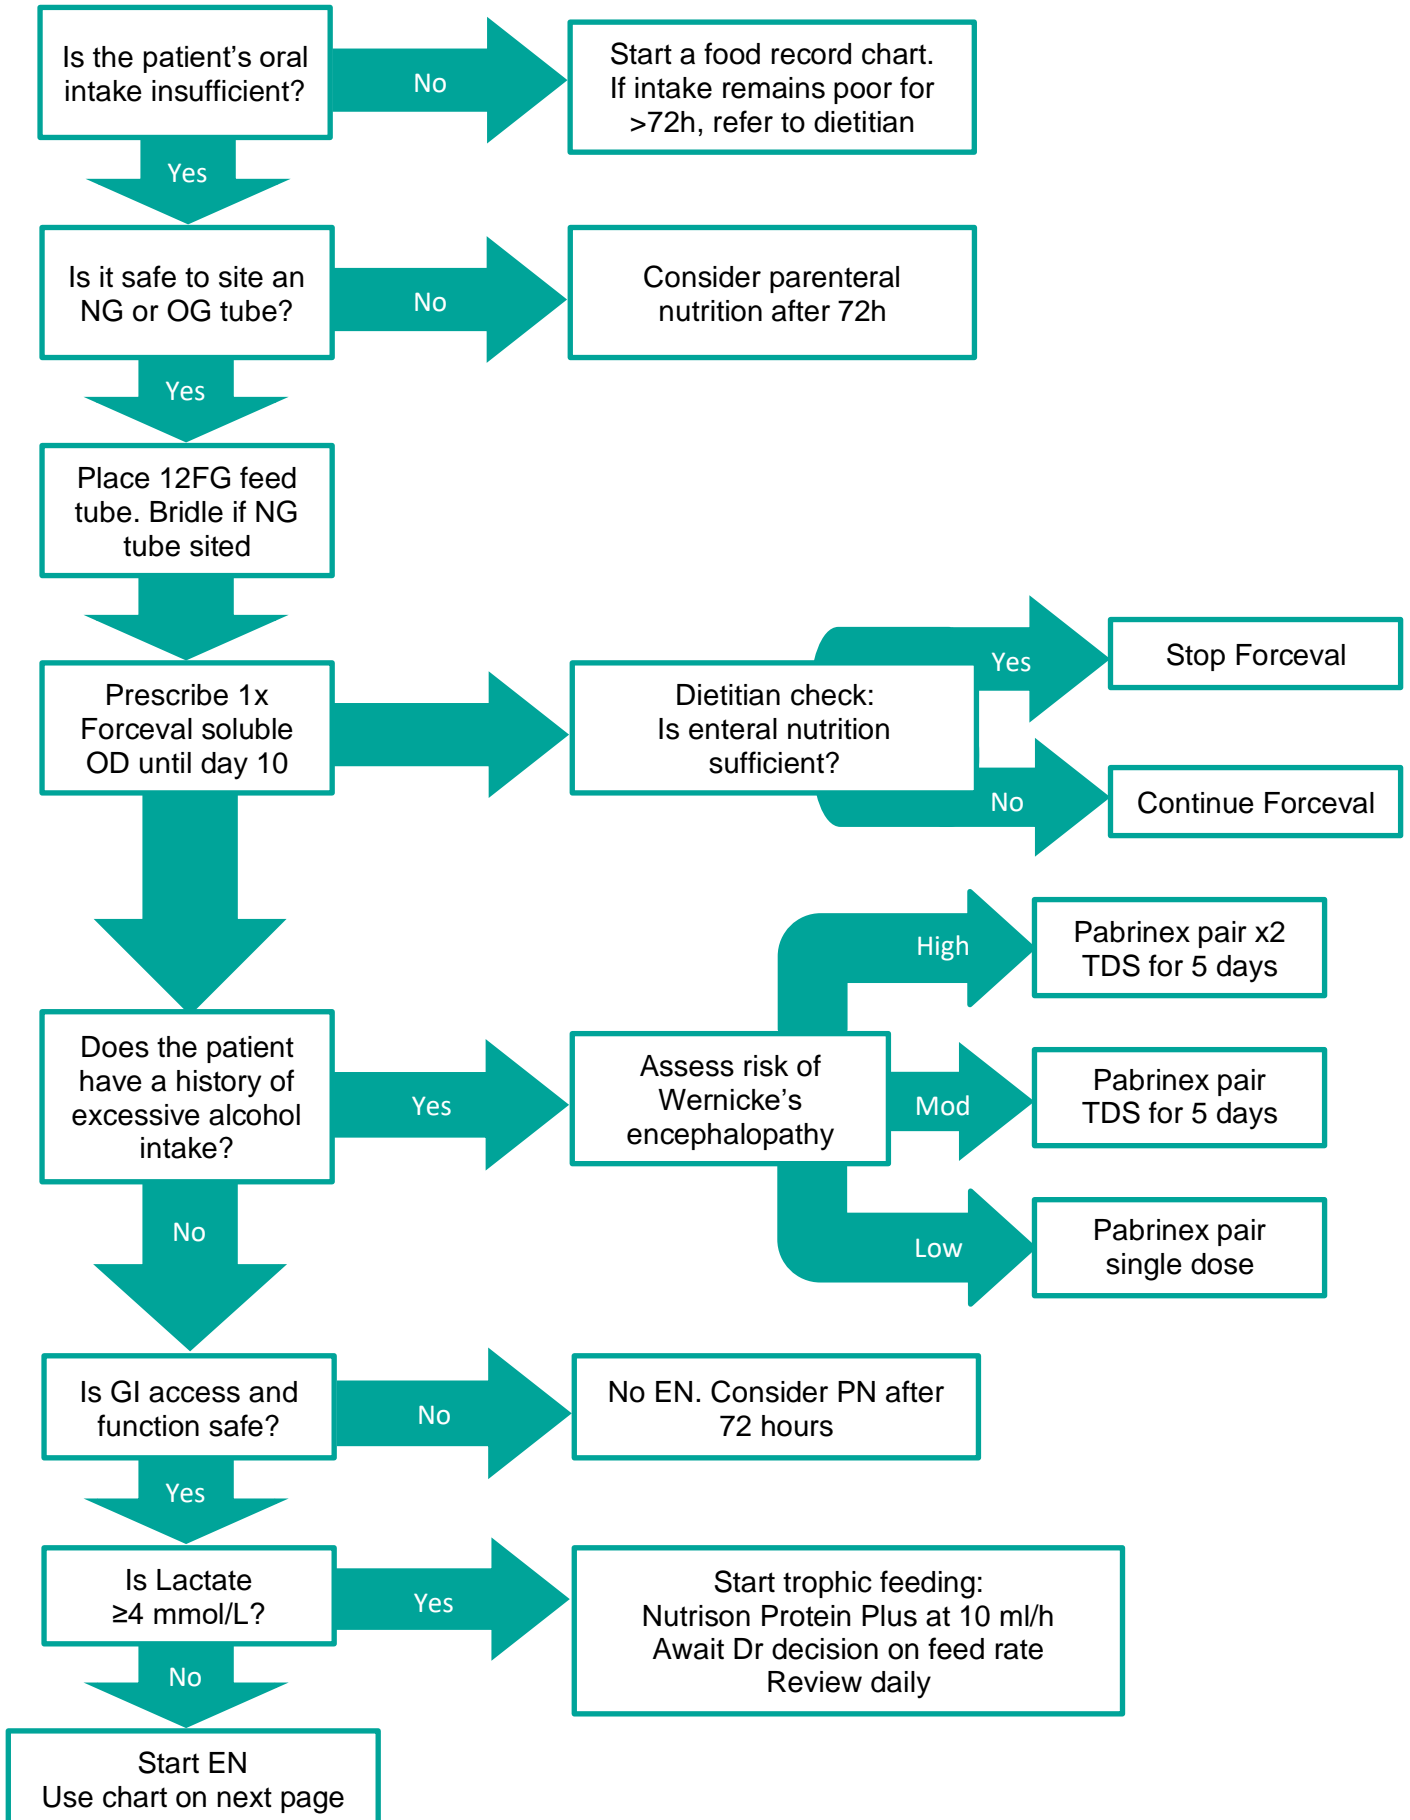 Is the patient’s oral
intake insufficient?
No
Start a food record chart.
If intake remains poor for
>72h, refer to dietitian
Yes
Is it safe to site an
NG or OG tube?
No
Consider parenteral
nutrition after 72h
Yes
Place 12FG feed
tube. Bridle if NG
tube sited
Prescribe 1x
Forceval soluble
OD until day 10
Dietitian check:
Is enteral nutrition
sufficient?
Yes
Stop Forceval
No
Continue Forceval
Does the patient
have a history of
excessive alcohol
intake?
Yes
Assess risk of
Wernicke’s
encephalopathy
High
Pabrinex pair x2
TDS for 5 days
Mod
Pabrinex pair
TDS for 5 days
Low
Pabrinex pair
single dose
No
Is GI access and
function safe?
No
No EN. Consider PN after
72 hours
Yes
Is Lactate
≥4 mmol/L?
Yes
Start trophic feeding:
Nutrison Protein Plus at 10 ml/h
Await Dr decision on feed rate
Review daily
No
Start EN
Use chart on next page